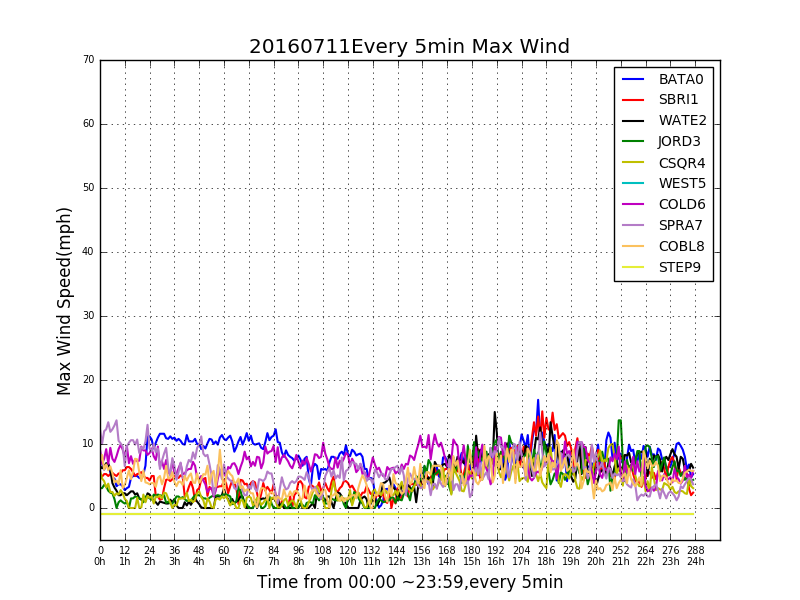 20160711Every 5min Max Wind
70
60
50
40
30
20
10
0
Max Wind Speed(mph)
BATA0
SBRI1
WATE2
JORD3
CSQR4
WEST5
COLD6
SPRA7
COBL8
STEP9
0 12 24 36 48 60 72 84 96 108 120 132 144 156 168 180 192 204 216 228 240 252 264 276 288
0h 1h 2h 3h 4h 5h 6h 7h 8h 9h 10h 11h 12h 13h 14h 15h 16h 17h 18h 19h 20h 21h 22h 23h 24h
Time from 00:00 ~23:59,every 5min